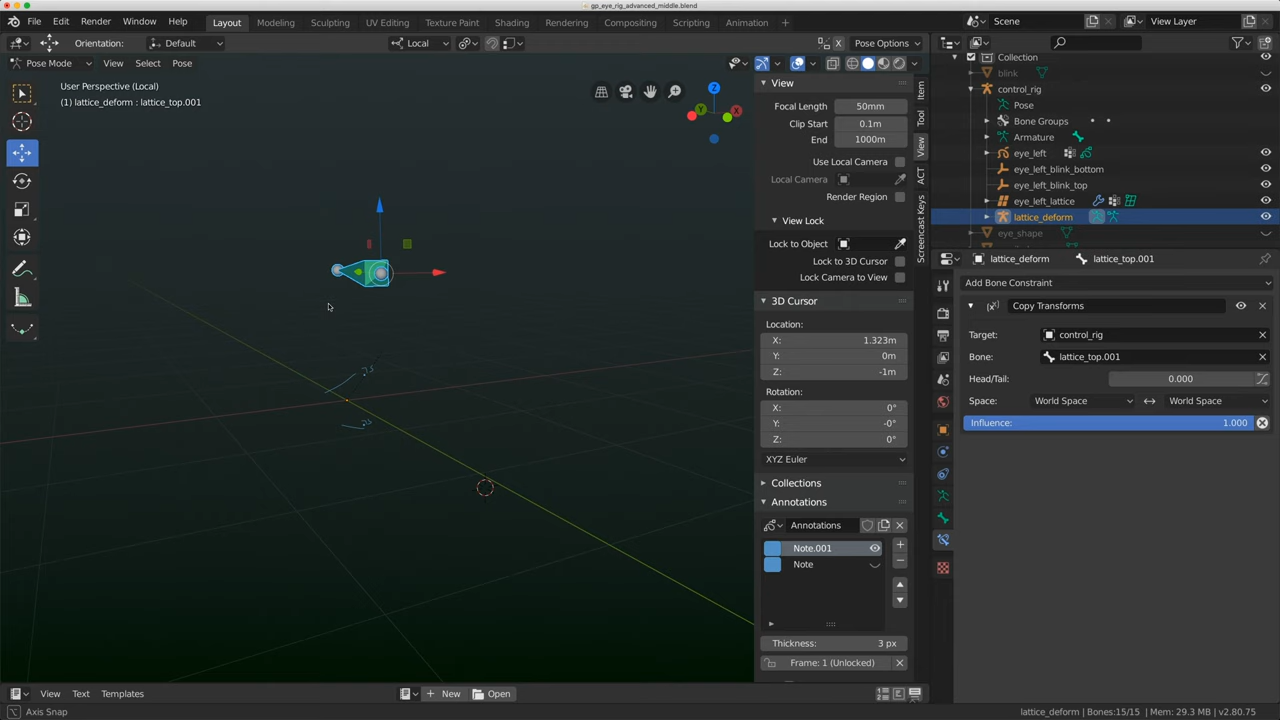 gp_eye_rig_advanced_middle.blend
File Edit Render Window Help
Layout Modeling Sculpting UV Editing Texture Paint Shading Rendering Compositing Scripting Animation +
Scene
View Layer
Orientation: Default
Local
X
Pose Options
Pose Mode View Select Pose
User Perspective (Local)
(1) lattice_deform : lattice_top.001
Z
Y
X
View
Focal Length 50mm
Clip Start 0.1m
End 1000m
Use Local Camera
Local Camera
Render Region
View Lock
Lock to Object
Lock to 3D Cursor
Lock Camera to View
3D Cursor
Location:
X: 1.323m
Y: 0m
Z: -1m
Rotation:
X: 0°
Y: -0°
Z: 0°
XYZ Euler
Collections
Annotations
Annotations
Note.001
Note
Thickness: 3 px
Frame: 1 (Unlocked)
Item
Tool
View
ACT
Screencast Keys
Collection
blink
control_rig
Pose
Bone Groups
Armature
eye_left
eye_left_blink_bottom
eye_left_blink_top
eye_left_lattice
lattice_deform
eye_shape
lattice_deform
lattice_top.001
Add Bone Constraint
Copy Transforms
Target: control_rig
Bone: lattice_top.001
Head/Tail: 0.000
Space: World Space World Space
Influence: 1.000
View Text Templates
New Open
Axis Snap
lattice_deform | Bones:15/15 | Mem: 29.3 MB | v2.80.75